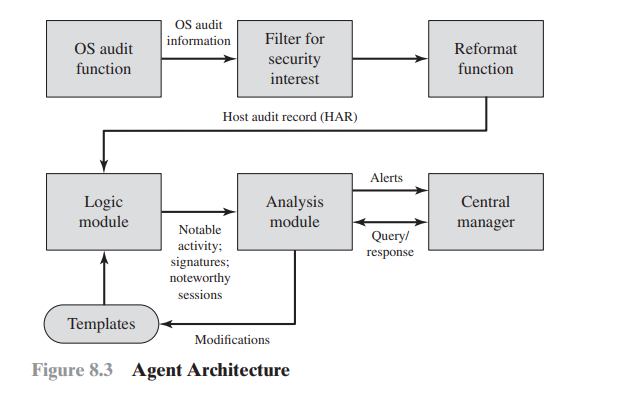 OS audit
function
OS audit
information
Filter for
security
interest
Reformat
function
Host audit record (HAR)
Logic
module
Notable
activity;
signatures;
noteworthy
sessions
Analysis
module
Alerts
Query/
response
Central
manager
Templates
Modifications
Figure 8.3 Agent Architecture